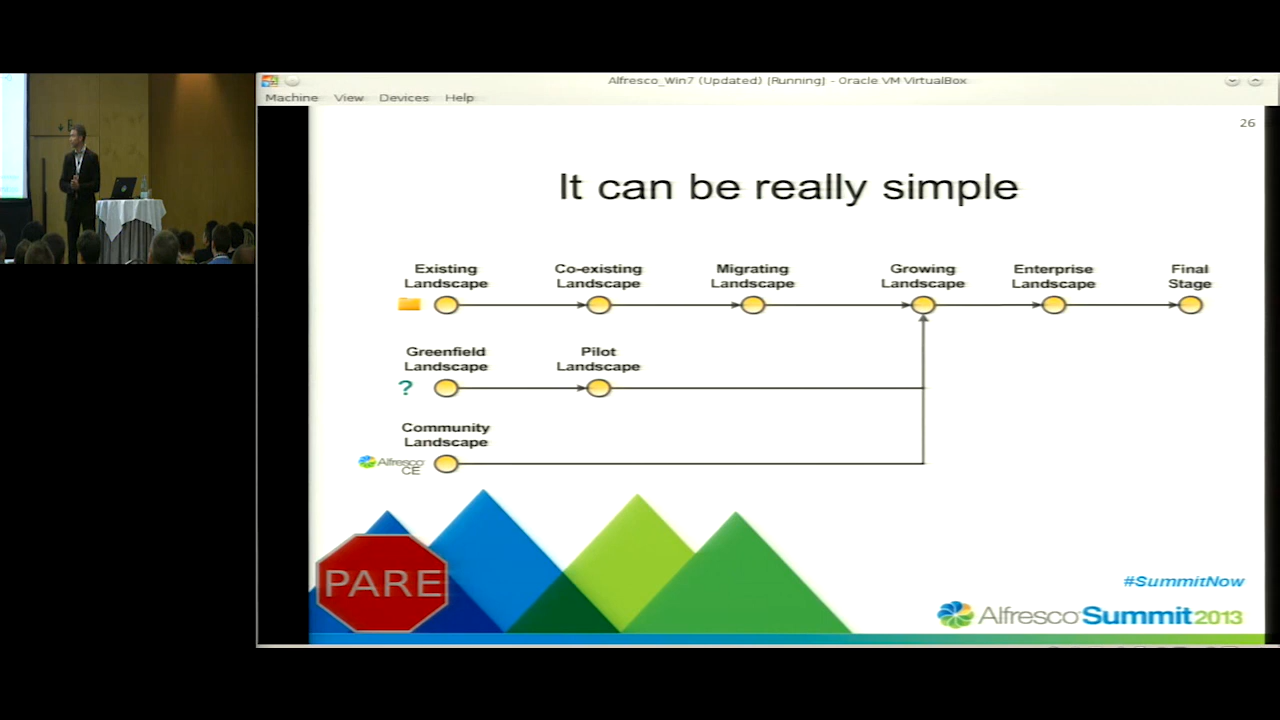 Alfresco_Win7 (Updated) [Running] - Oracle VM VirtualBox
Machine View Devices Help
26
It can be really simple
Existing
Landscape
Co-existing
Landscape
Migrating
Landscape
Growing
Landscape
Enterprise
Landscape
Final
Stage
Greenfield
Landscape
Pilot
Landscape
?
Community
Landscape
Alfresco
CE
PARE
#SummitNow
Alfresco Summit 2013